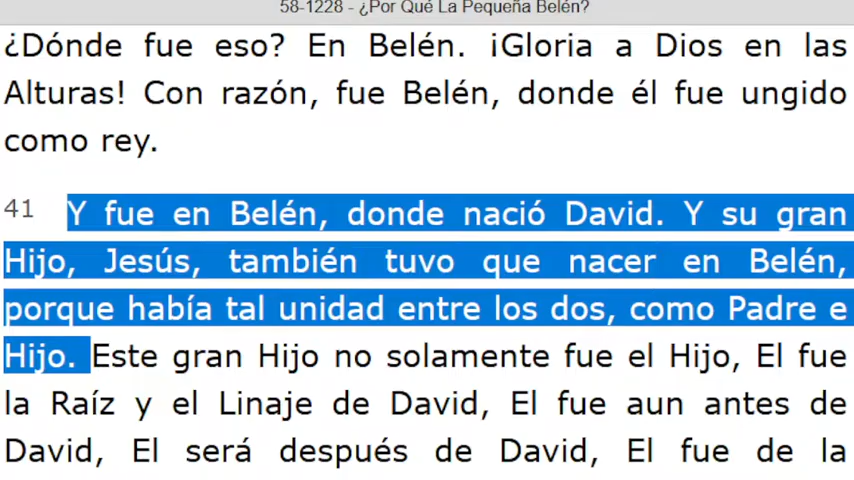 58-1228 - ¿Por Qué La Pequeña Belén?
¿Dónde fue eso? En Belén. ¡Gloria a Dios en las
Alturas! Con razón, fue Belén, donde él fue ungido
como rey.
41 Y fue en Belén, donde nació David. Y su gran
Hijo, Jesús, también tuvo que nacer en Belén,
porque había tal unidad entre los dos, como Padre e
Hijo. Este gran Hijo no solamente fue el Hijo, El fue
la Raíz y el Linaje de David, El fue aun antes de
David, El será después de David, El fue de la